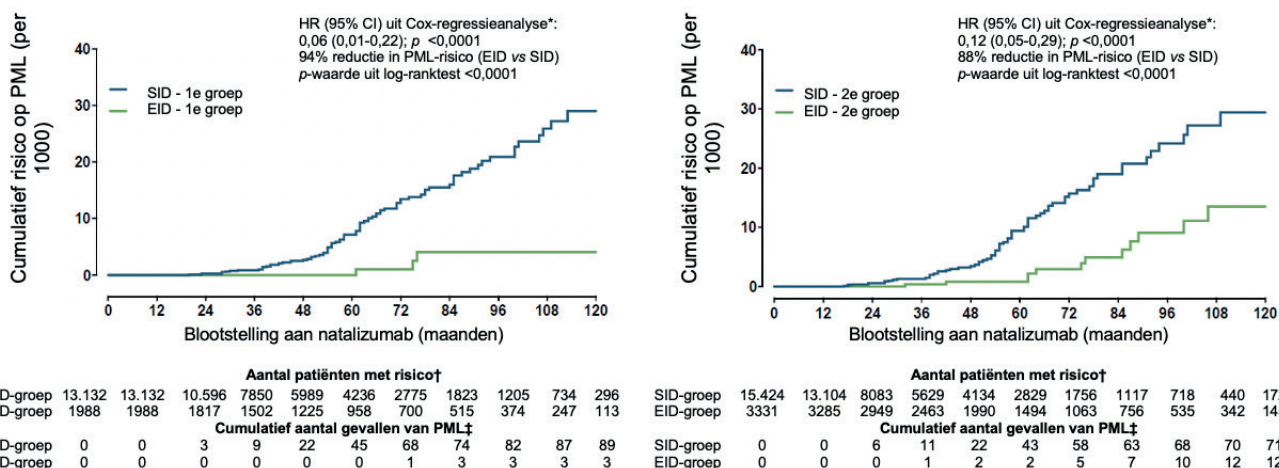 HR (95% CI) uit Cox-regressieanalyse*:
0,06 (0,01-0,22); p <0,0001
94% reductie in PML-risico (EID vs SID)
p-waarde uit log-ranktest <0,0001
Cumulatief risico op PML (per
1000)
40
30
20
10
0
SID - 1e groep
EID - 1e groep
0 12 24 36 48 60 72 84 96 108 120
Blootstelling aan natalizumab (maanden)
Aantal patiënten met risico†
D-groep 13.132 13.132 10.596 7850 5989 4236 2775 1823 1205 734 296
D-groep 1988 1988 1817 1502 1225 958 700 515 374 247 113
Cumulatief aantal gevallen van PML‡
D-groep 0 0 3 9 22 45 68 74 82 87 89
D-groep 0 0 0 0 0 0 1 3 3 3 3
HR (95% CI) uit Cox-regressieanalyse*:
0,12 (0,05-0,29); p <0,0001
88% reductie in PML-risico (EID vs SID)
p-waarde uit log-ranktest <0,0001
Cumulatief risico op PML (per
1000)
40
30
20
10
0
SID - 2e groep
EID - 2e groep
0 12 24 36 48 60 72 84 96 108 120
Blootstelling aan natalizumab (maanden)
Aantal patiënten met risico†
SID-groep 15.424 13.104 8083 5629 4134 2829 1756 1117 718 440
EID-groep 3331 3285 2949 2463 1990 1494 1063 756 535 342
Cumulatief aantal gevallen van PML‡
SID-groep 0 0 6 11 22 43 58 63 68 70 71
EID-groep 0 0 0 1 2 2 5 7 10 12 12